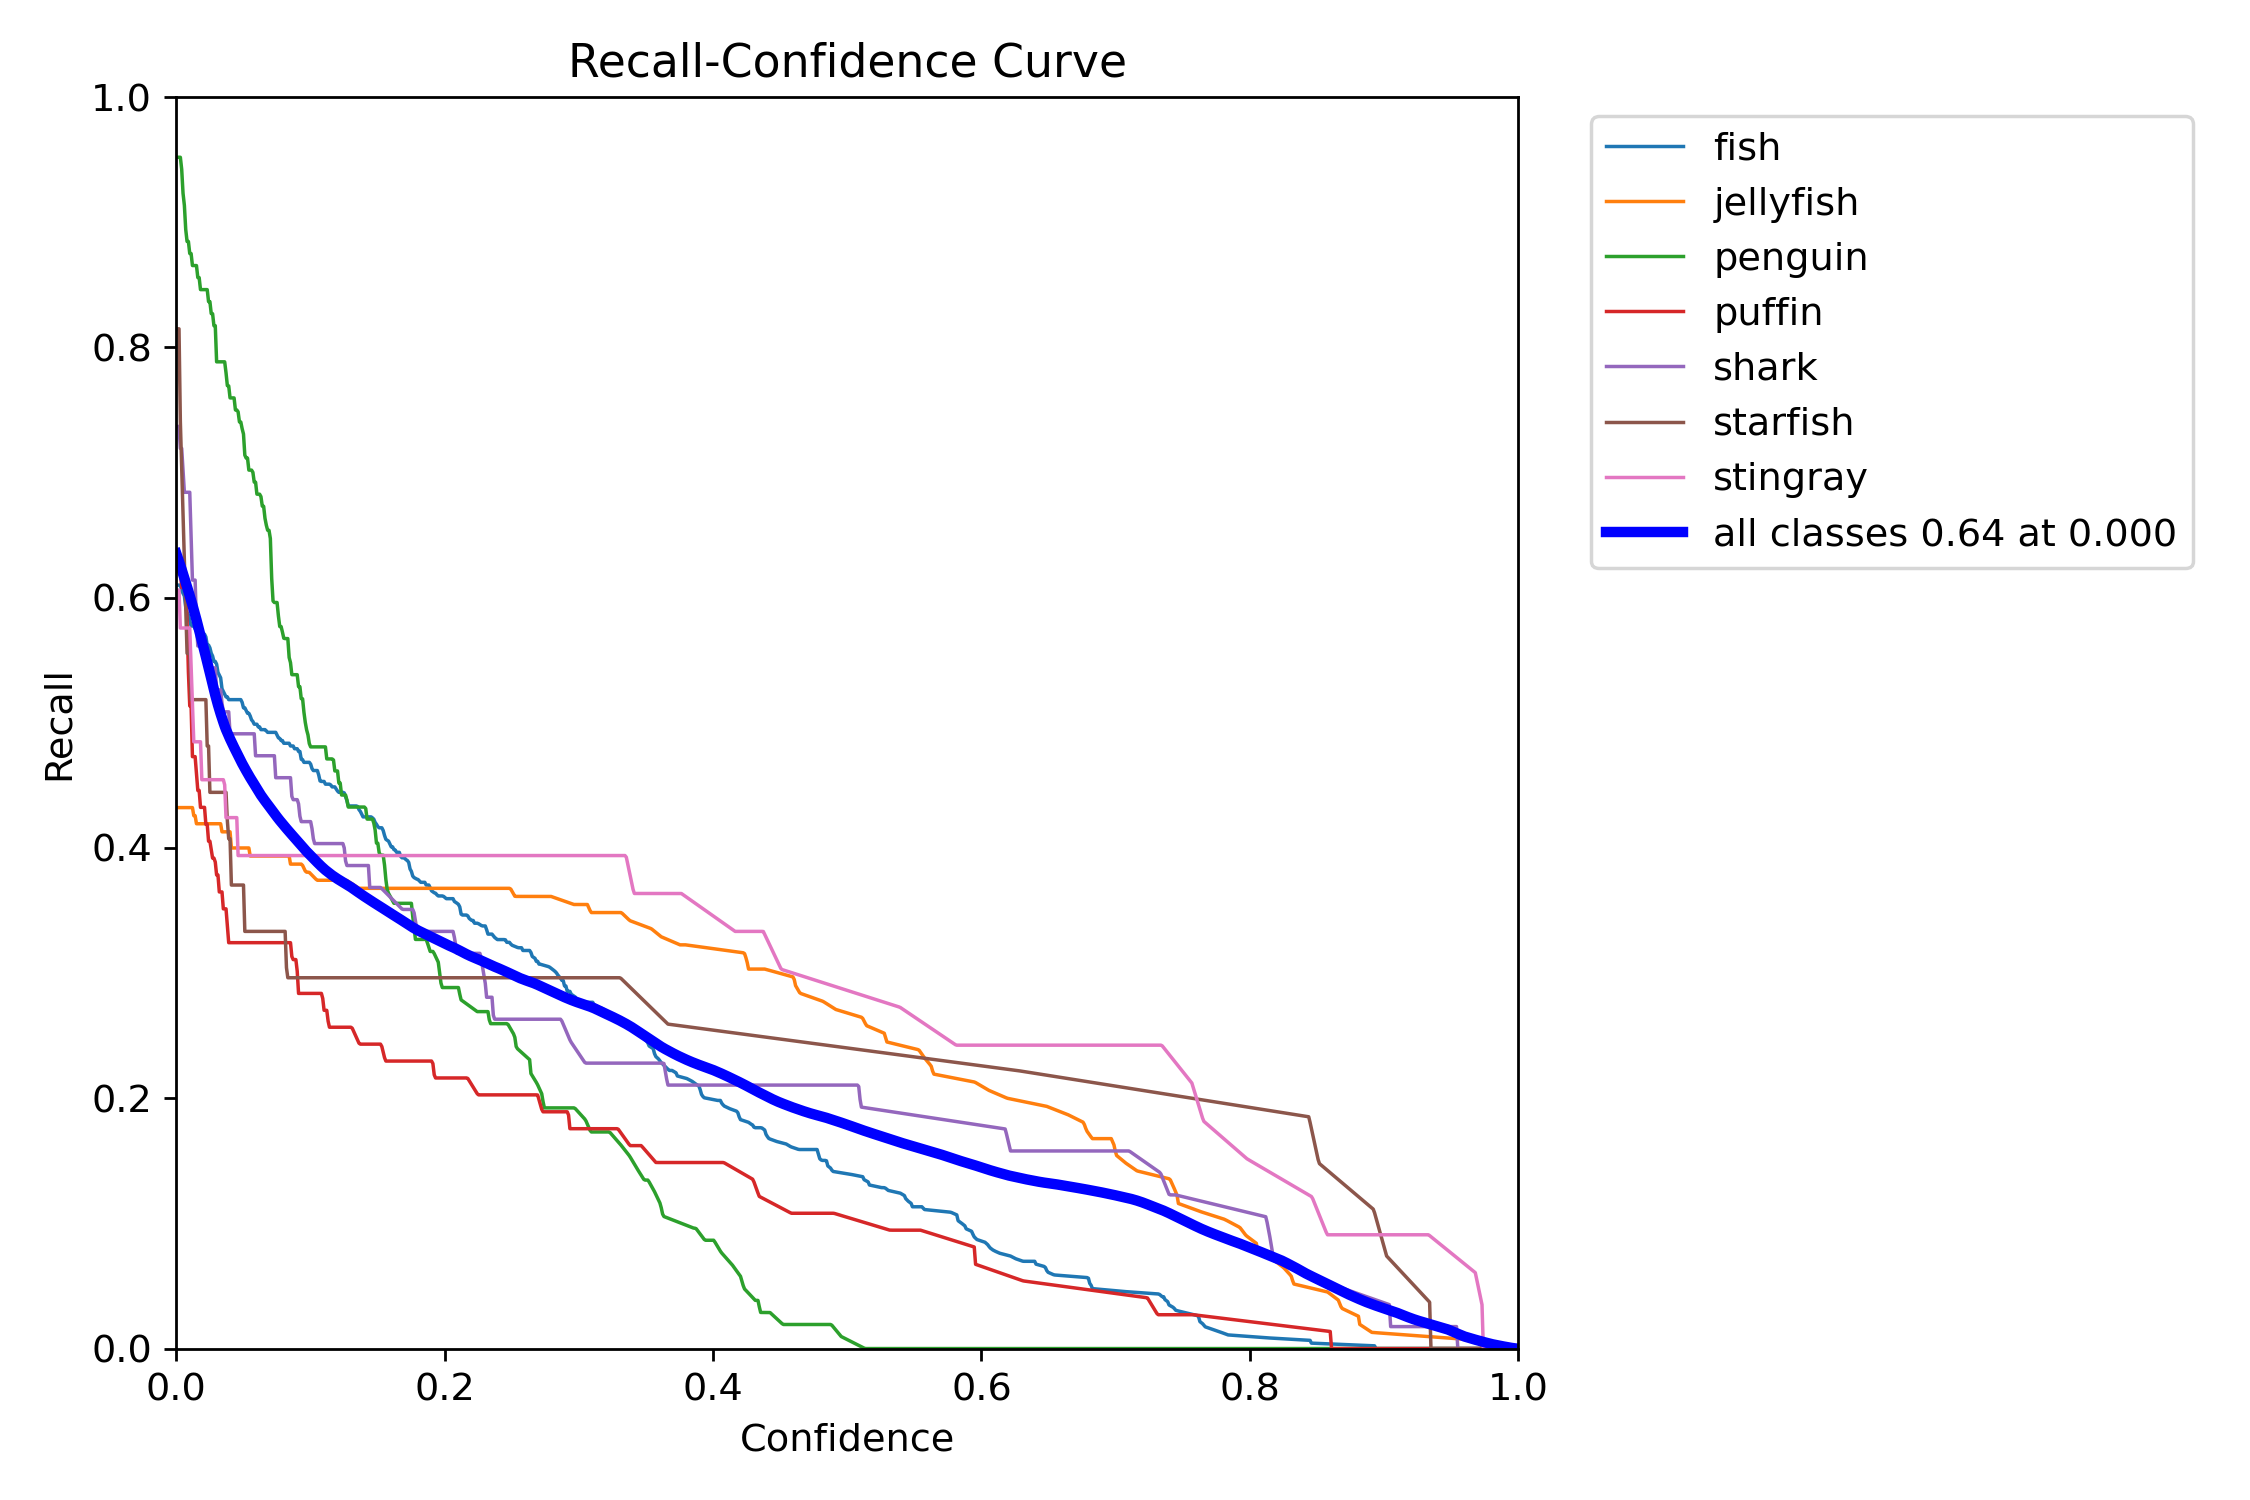 Recall-Confidence Curve
1.0
0.8
0.6
0.4
0.2
0.0
Recall
0.0 0.2 0.4 0.6 0.8 1.0
Confidence
fish
jellyfish
penguin
puffin
shark
starfish
stingray
all classes 0.64 at 0.000